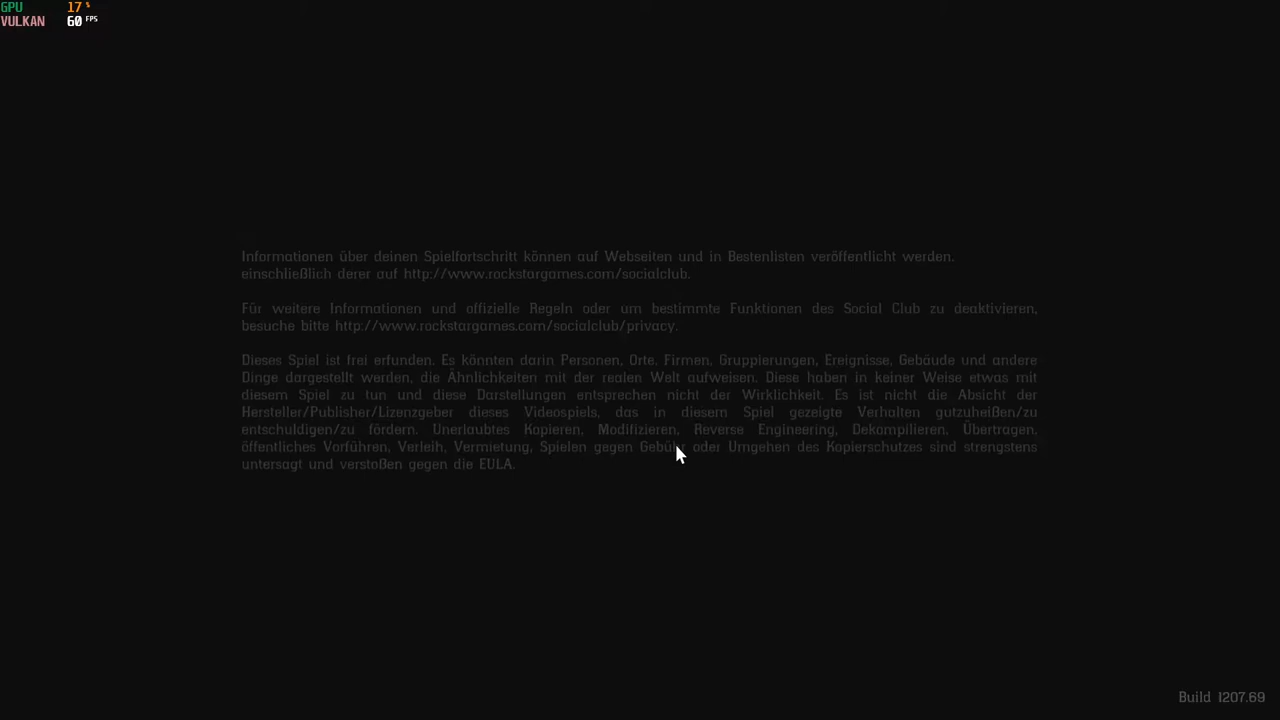 GPU 17 %
VULKAN 60 FPS
Informationen über deinen Spielfortschritt können auf Webseiten und in Bestenlisten veröffentlicht werden,
einschließlich derer auf http://www.rockstargames.com/socialclub.
Für weitere Informationen und offizielle Regeln oder um bestimmte Funktionen des Social Club zu deaktivieren,
besuche bitte http://www.rockstargames.com/socialclub/privacy.
Dieses Spiel ist frei erfunden. Es könnten darin Personen, Orte, Firmen, Gruppierungen, Ereignisse, Gebäude und andere
Dinge dargestellt werden, die Ähnlichkeiten mit der realen Welt aufweisen. Diese haben in keiner Weise etwas mit
diesem Spiel zu tun und diese Darstellungen entsprechen nicht der Wirklichkeit. Es ist nicht die Absicht der
Hersteller/Publisher/Lizenzgeber dieses Videospiels, das in diesem Spiel gezeigte Verhalten gutzuheißen/zu
entschuldigen/zu fördern. Unerlaubtes Kopieren, Modifizieren, Reverse Engineering, Dekompilieren, Übertragen,
öffentliches Vorführen, Verleih, Vermietung, Spielen gegen Gebühr oder Umgehen des Kopierschutzes sind strengstens
untersagt und verstoßen gegen die EULA.
Build 1207.69